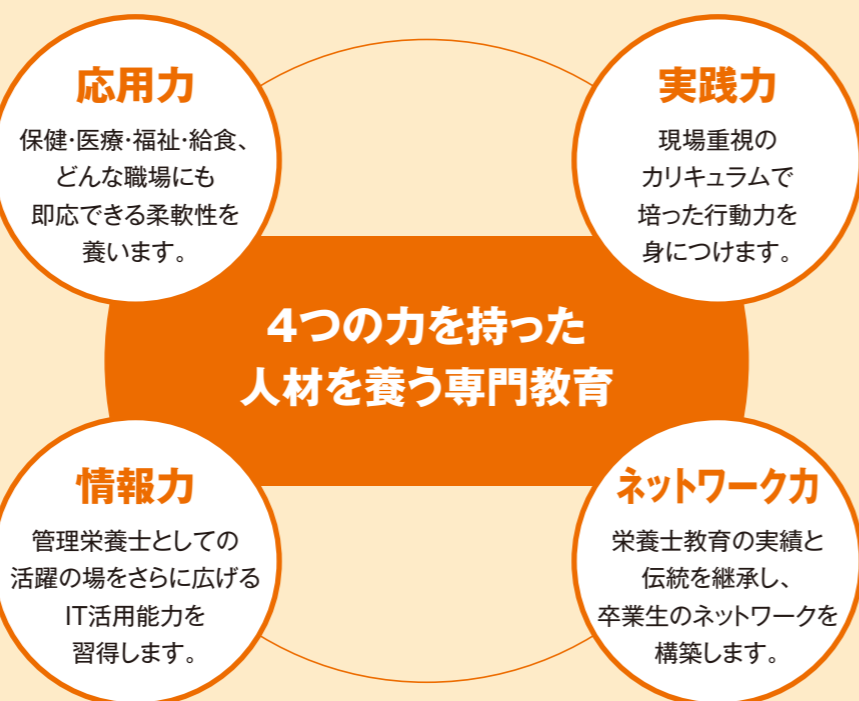 応用力
保健・医療・福祉・給食、
どんな職場にも
即応できる柔軟性を
養います。
実践力
現場重視の
カリキュラムで
培った行動力を
身につけます。
4つの力を持った
人材を養う専門教育
情報力
管理栄養士としての
活躍の場をさらに広げる
IT活用能力を
習得します。
ネットワーク力
栄養士教育の実績と
伝統を継承し、
卒業生のネットワークを
構築します。